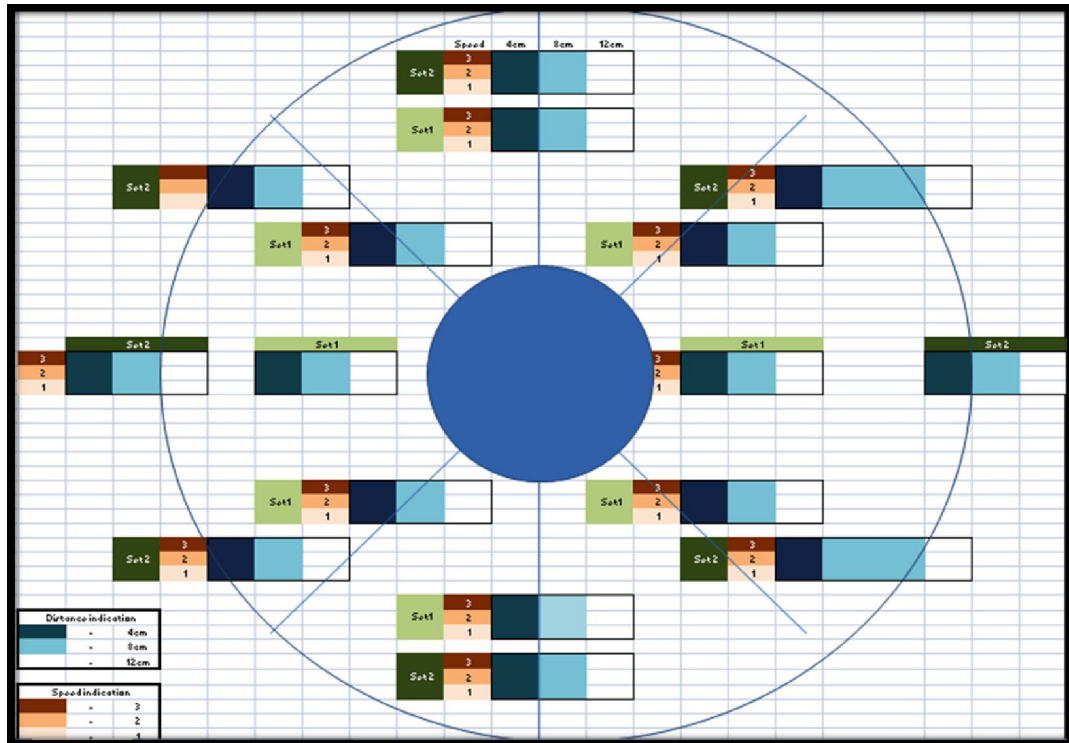 Speed 4cm 8cm 12cm
3
Set2 2
1
3
Set1 2
1
3
Set2 Set2 2
1
3 3
Set1 2 Set1 2
1 1
Set2 Set1 Set1 Set2
3 3
2 2
1 1
3 3
Set1 2 Set1 2
1 1
3 3
Set2 2 Set2 2
1 1
3
Set1 2
1
3
Set2 2
1
Distance indication
- 4cm
- 8cm
- 12cm
Speed indication
- 3
- 2
- 1